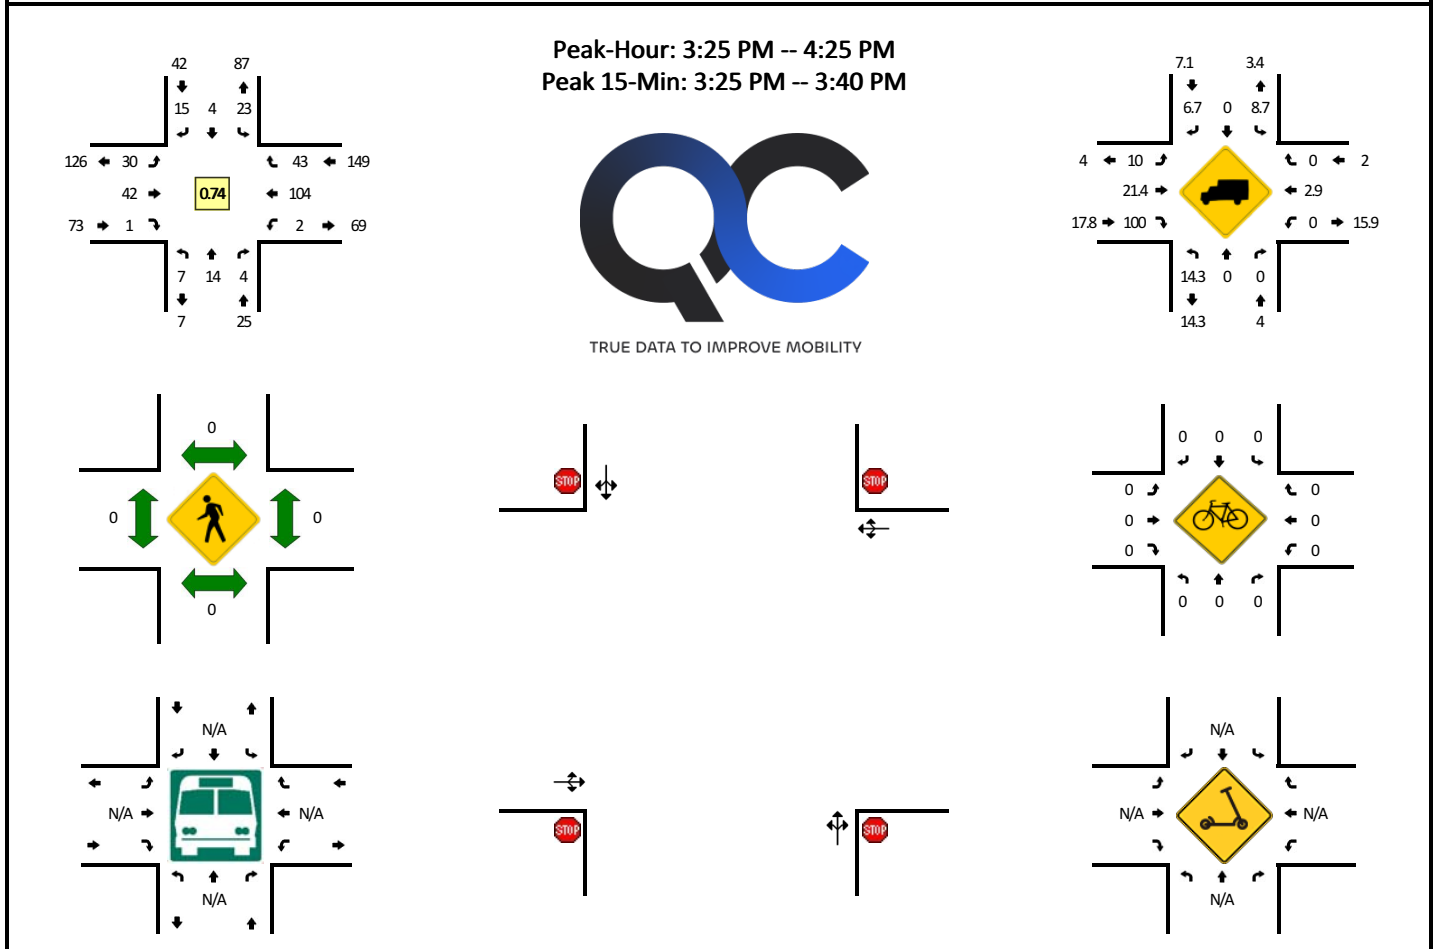 Peak-Hour: 3:25 PM -- 4:25 PM
Peak 15-Min: 3:25 PM -- 3:40 PM
42 87
15 4 23
126 30 43 149
42 0.74 104
73 1 2 69
7 14 4
7 25
7.1 3.4
6.7 0 8.7
4 10 0 2
21.4 2.9
17.8 100 0 15.9
14.3 0 0
14.3 4
QC
TRUE DATA TO IMPROVE MOBILITY
0
0 0
0
STOP STOP
0 0 0
0 0
0 0
0 0
0 0 0
N/A
N/A N/A
N/A
STOP STOP
N/A
N/A N/A
N/A